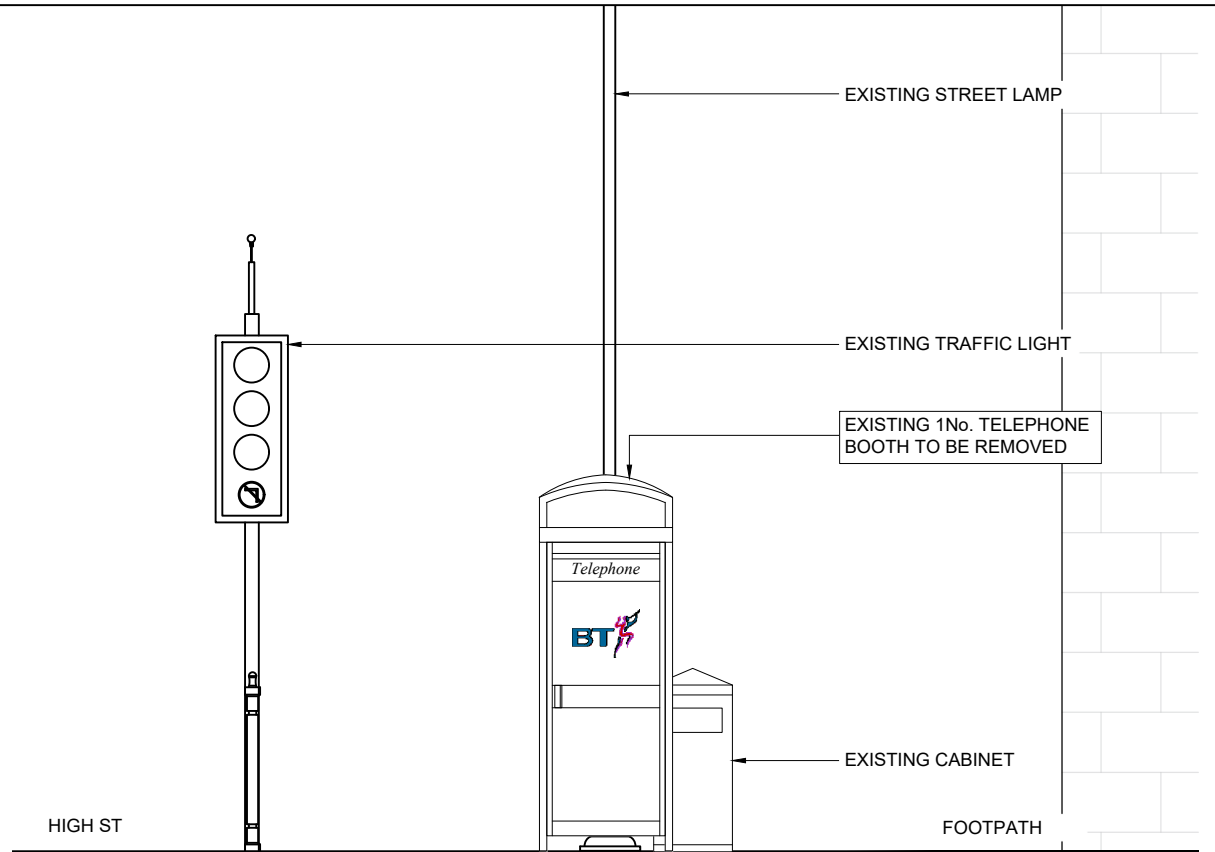 EXISTING STREET LAMP
EXISTING TRAFFIC LIGHT
EXISTING 1No. TELEPHONE
BOOTH TO BE REMOVED
Telephone
BT
EXISTING CABINET
HIGH ST
FOOTPATH